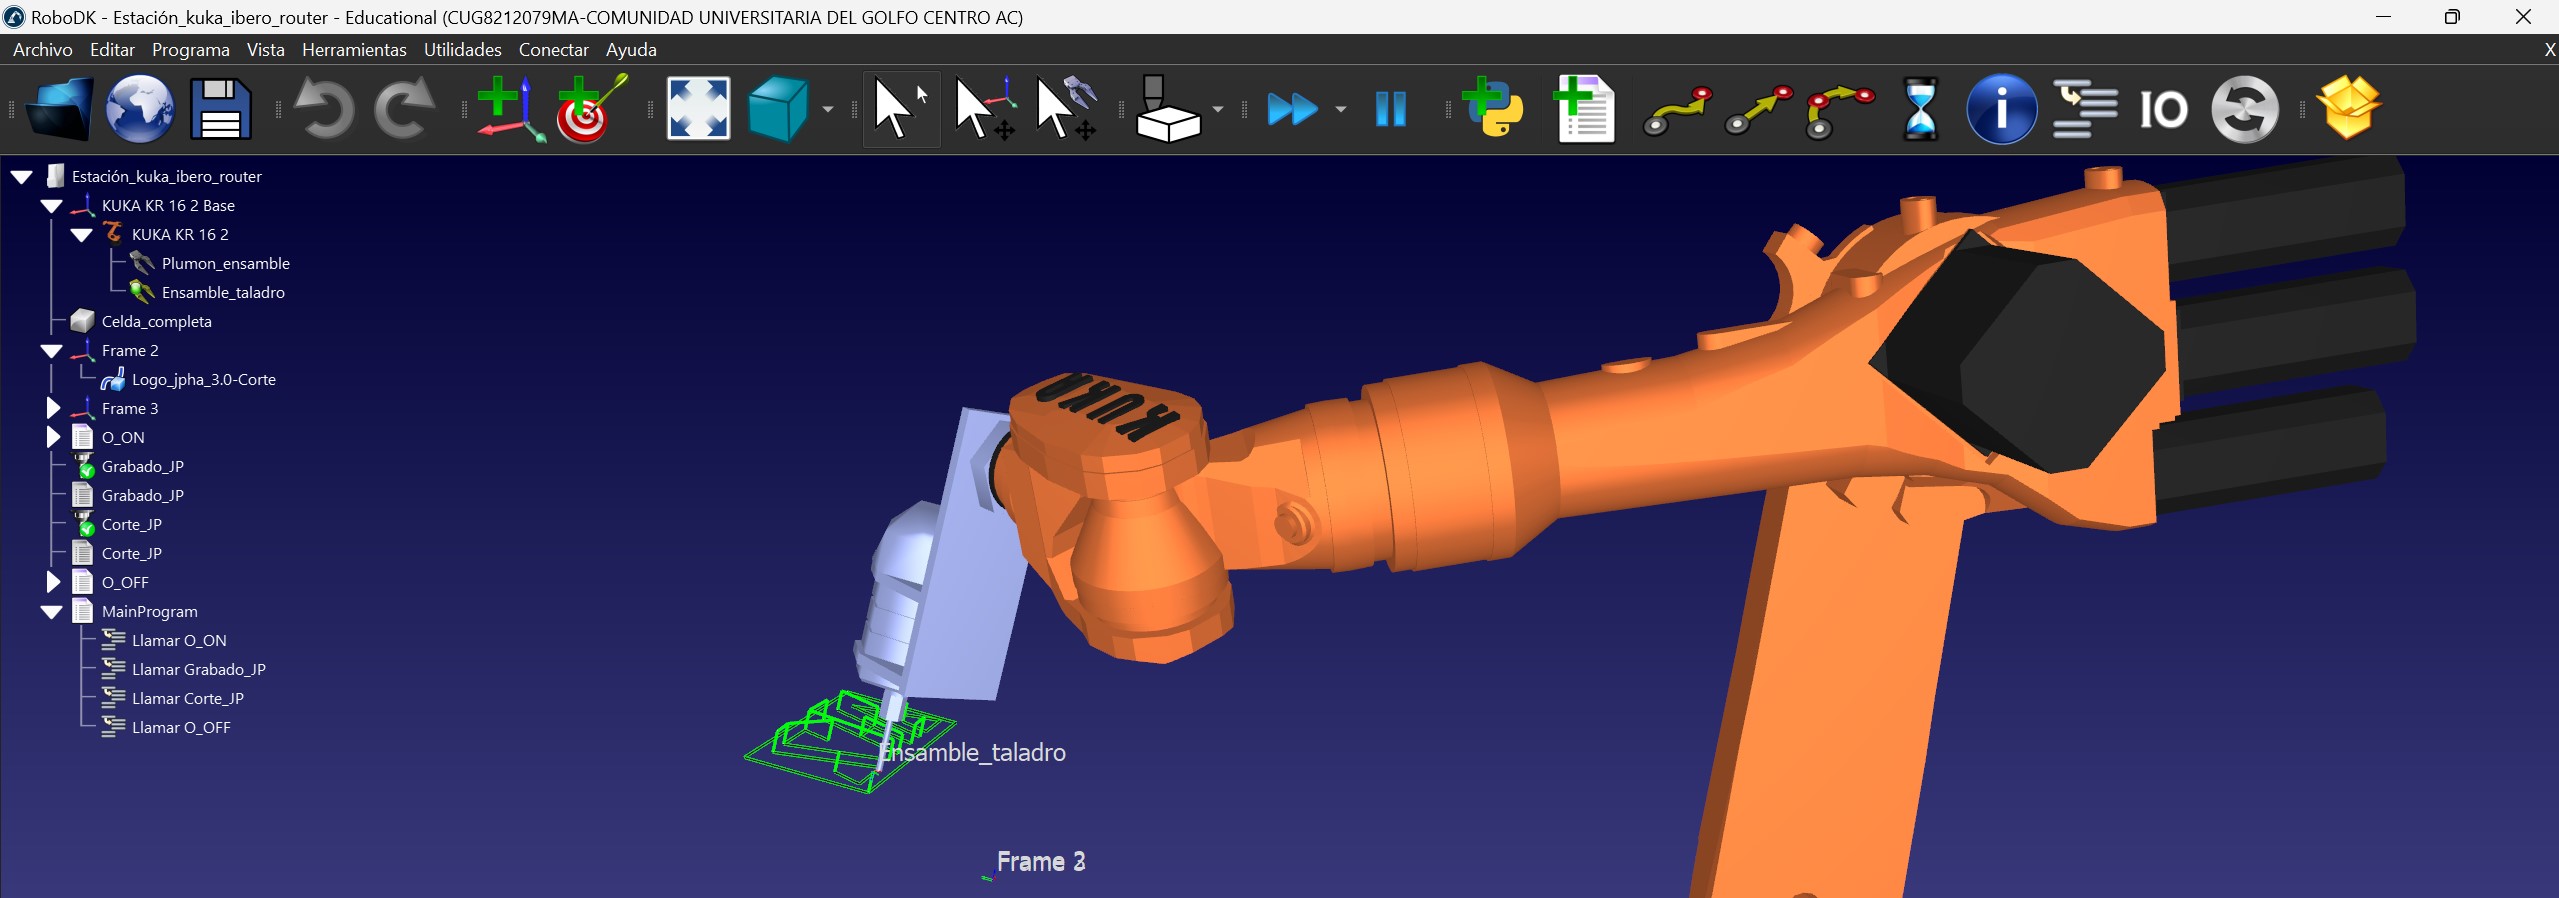 RoboDK - Estación_kuka_ibero_router - Educational (CUG8212079MA-COMUNIDAD UNIVERSITARIA DEL GOLFO CENTRO AC)
Archivo Editar Programa Vista Herramientas Utilidades Conectar Ayuda X
IO
Estación_kuka_ibero_router
KUKA KR 16 2 Base
KUKA KR 16 2
Plumon_ensamble
Ensamble_taladro
Celda_completa
Frame 2
Logo_jpha_3.0-Corte
Frame 3
O_ON
Grabado_JP
Grabado_JP
Corte_JP
Corte_JP
O_OFF
MainProgram
Llamar O_ON
Llamar Grabado_JP
Llamar Corte_JP
Llamar O_OFF
KUKA
Ensamble_taladro
Frame